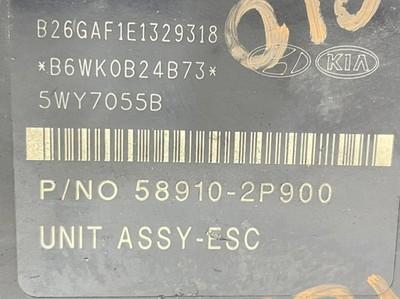 B26GAF1E1329318
*B6WK0B24B73*
KIA
5WY7055B
P/NO 58910-2P900
UNIT ASSY-ESC